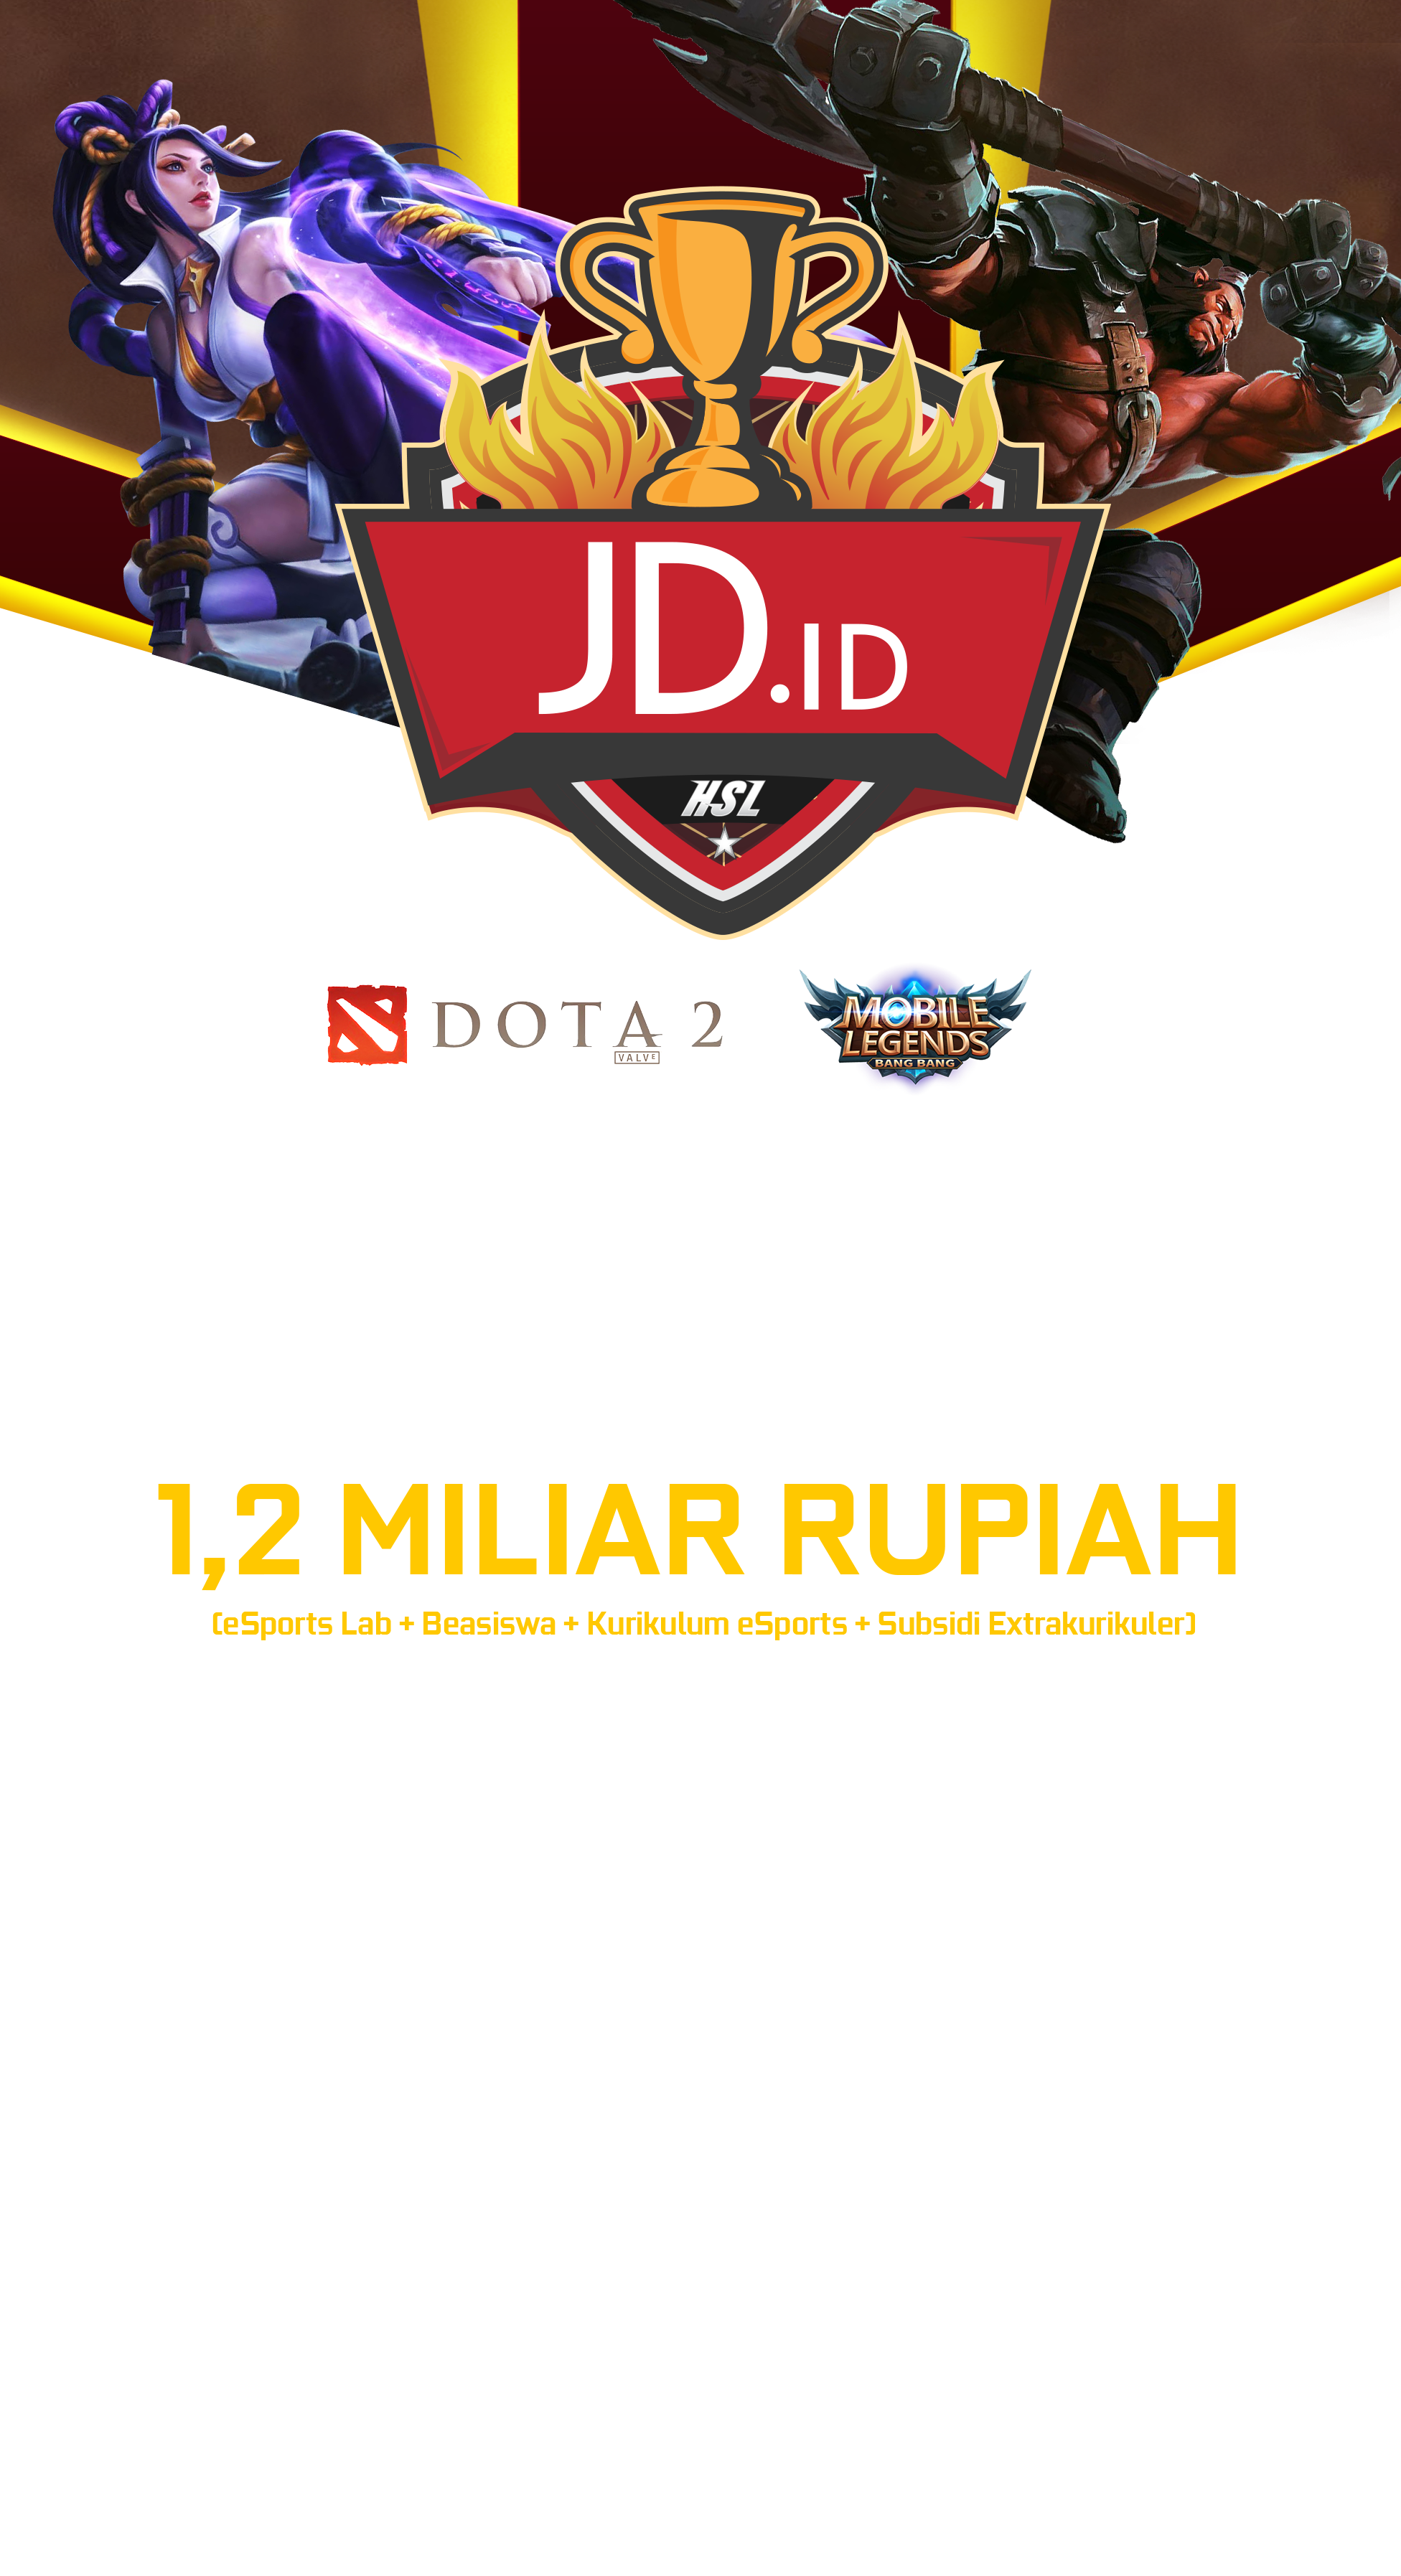 JD.ID
HSL
DOTA 2
VALVE
MOBILE
LEGENDS
BANG BANG
1,2 MILIAR RUPIAH
(eSports Lab + Beasiswa + Kurikulum eSports + Subsidi Extrakurikuler)